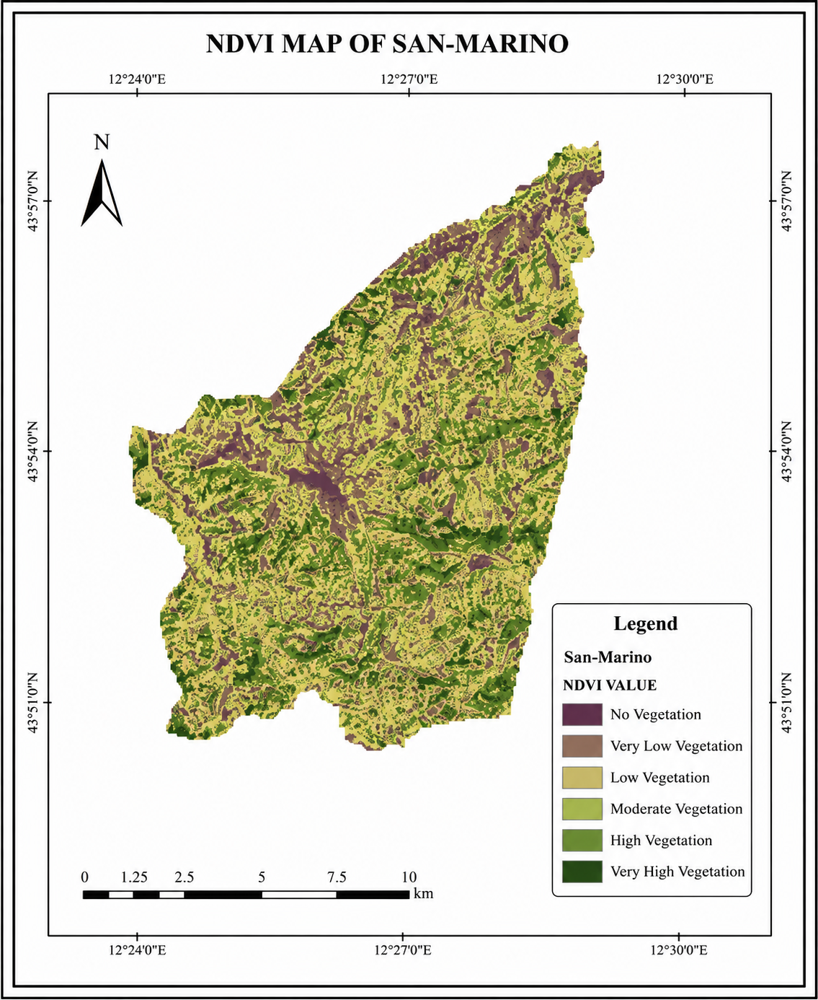 NDVI MAP OF SAN-MARINO
12°24'0"E 12°27'0"E 12°30'0"E
N
43°57'0"N 43°57'0"N
43°54'0"N 43°54'0"N
43°51'0"N 43°51'0"N
Legend
San-Marino
NDVI VALUE
No Vegetation
Very Low Vegetation
Low Vegetation
Moderate Vegetation
High Vegetation
Very High Vegetation
0 1.25 2.5 5 7.5 10
km
12°24'0"E 12°27'0"E 12°30'0"E